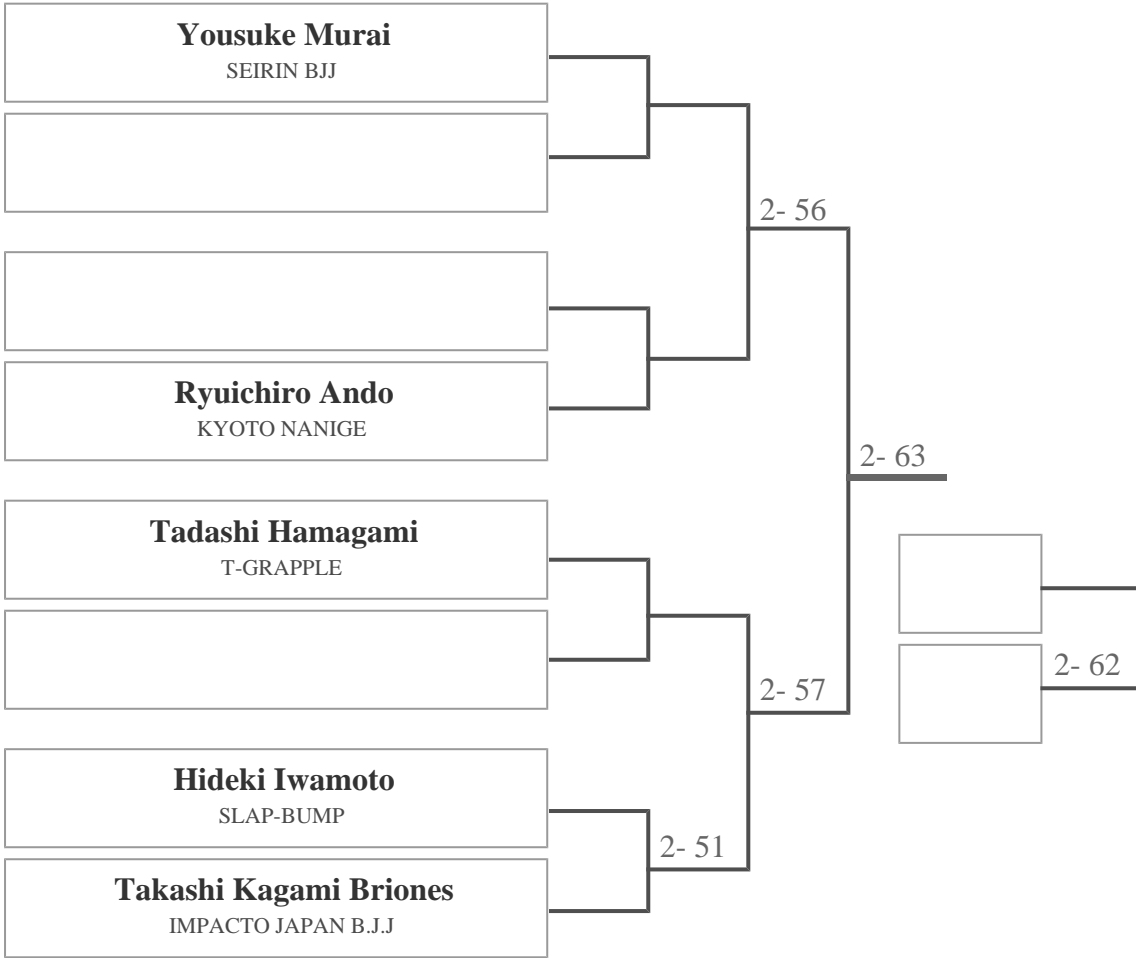 Yousuke Murai
SEIRIN BJJ
2- 56
Ryuichiro Ando
KYOTO NANIGE
2- 63
Tadashi Hamagami
T-GRAPPLE
2- 62
2- 57
Hideki Iwamoto
SLAP-BUMP
2- 51
Takashi Kagami Briones
IMPACTO JAPAN B.J.J